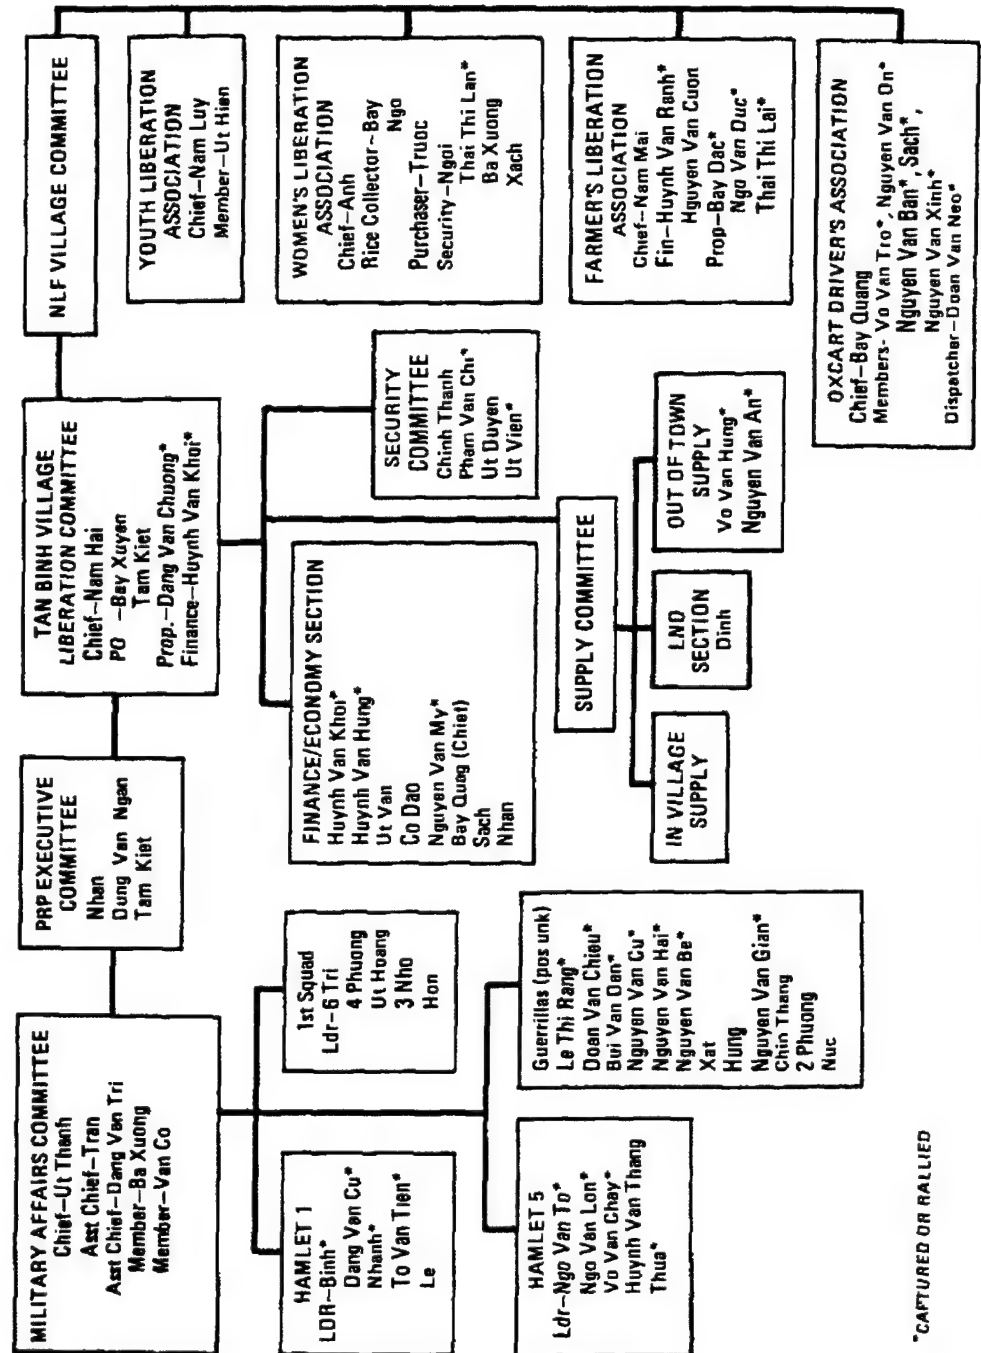 MILITARY AFFAIRS COMMITTEE
Chief-Ut Thanh
Asst Chief-Tran
Asst Chief-Dang Van Tri
Member-Ba Xuong
Member-Van Co
PRP EXECUTIVE
COMMITTEE
Nhan
Dung Van Ngan
Tam Kiet
TAN BINH VILLAGE
LIBERATION COMMITTEE
Chief-Nam Hai
PO -Bay Xuyen
Tam Kiet
Prop.-Dang Van Chuong*
Finance-Huynh Van Khoi*
NLF VILLAGE COMMITTEE
YOUTH LIBERATION
ASSOCIATION
Chief-Nam Luy
Member-Ut Hien
WOMEN'S LIBERATION
ASSOCIATION
Chief-Anh
Rice Collector-Bay
Ngo
Purchaser-Truoc
Security-Ngoi
Thai Thi Lan*
Ba Xuong
Xach
FARMER'S LIBERATION
ASSOCIATION
Chief-Nam Mai
Fin-Huynh Van Ranh*
Hguyen Van Cuon
Prop-Bay Dac*
Ngo Van Duc*
Thai Thi Lai*
OXCART DRIVER'S ASSOCIATION
Chief-Bay Quang
Members- Vo Van Tro*, Nguyen Van On*
Nguyen Van Ban*, Sach*,
Nguyen Van Xinh*
Dispatcher-Doan Van Neo*
HAMLET 1
LDR-Binh*
Dang Van Cu*
Nhanh*
To Van Tien*
Le
1st Squad
Ldr-6 Tri
4 Phuong
Ut Hoang
3 Nho
Hon
HAMLET 5
Ldr-Ngo Van To*
Ngo Van Lon*
Vo Van Chay*
Huynh Van Thang
Thua*
Guerrillas (pos unk)
Le Thi Rang*
Doan Van Chieu*
Bui Van Dan*
Nguyen Van Cu*
Nguyen Van Hai*
Nguyen Van Be*
Xat
Hung
Nguyen Van Gian*
Chin Thang
2 Phuong
Nuc
FINANCE/ECONOMY SECTION
Huynh Van Khoi*
Huynh Van Hung*
Ut Van
Co Dao
Nguyen Van My*
Bay Quag (Chiet)
Sach
Nhan
SECURITY
COMMITTEE
Chinh Thanh
Pham Van Chi*
Ut Duyen
Ut Vien*
SUPPLY COMMITTEE
IN VILLAGE
SUPPLY
LND
SECTION
Dinh
OUT OF TOWN
SUPPLY
Vo Van Hung*
Nguyen Van An*
*CAPTURED OR RALLIED